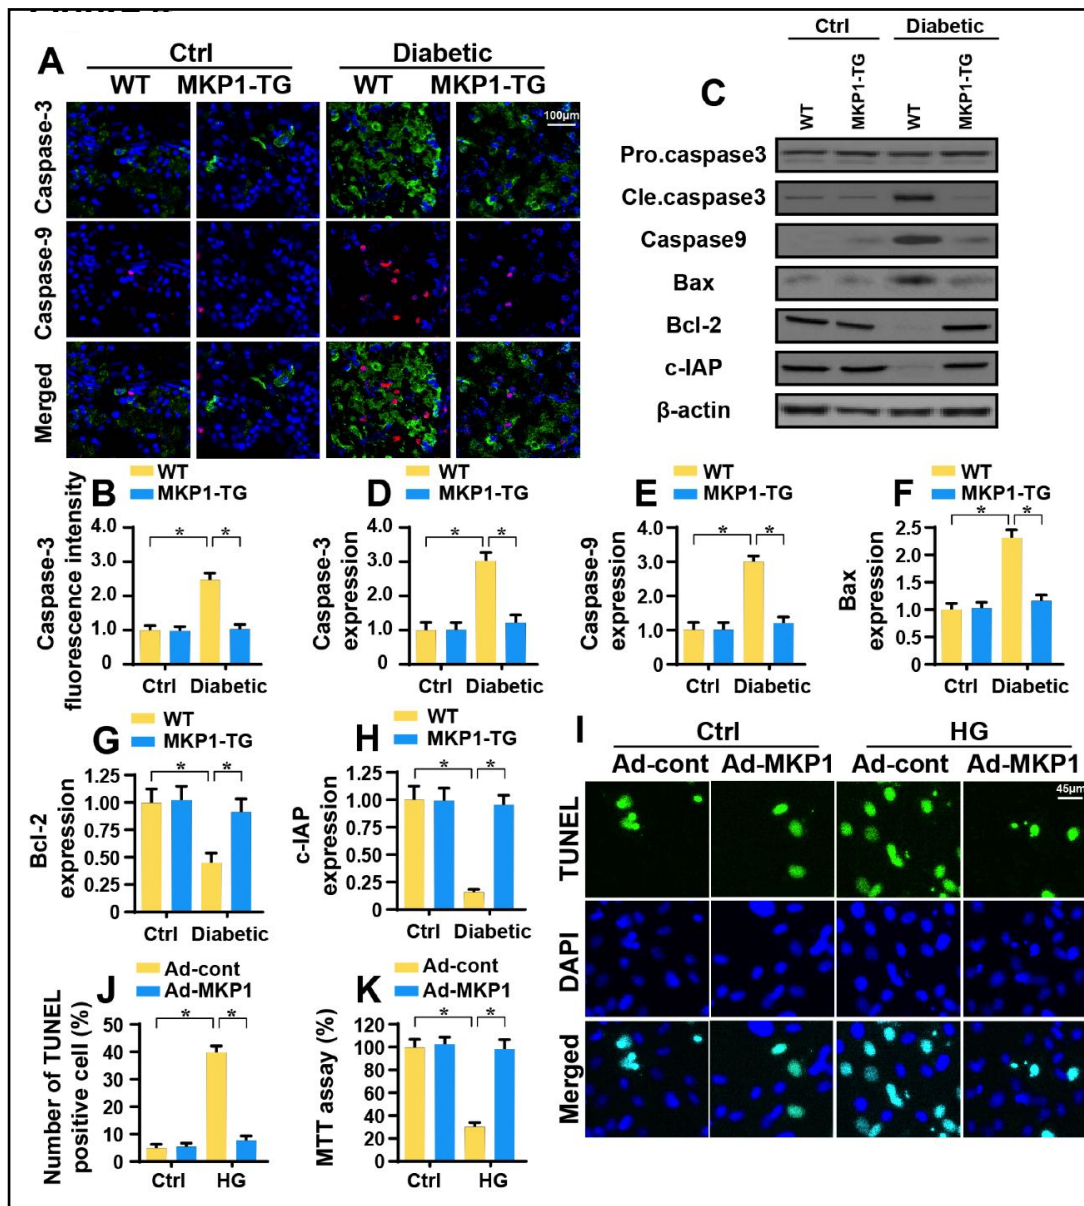 A
Ctrl
Diabetic
WT
MKP1-TG
WT
MKP1-TG
100μm
Caspase-3
Caspase-9
Merged
C
Ctrl
Diabetic
WT
MKP1-TG
WT
MKP1-TG
Pro.caspase3
Cle.caspase3
Caspase9
Bax
Bcl-2
c-IAP
β-actin
B
WT
MKP1-TG
Caspase-3
fluorescence intensity
4.0
3.0
2.0
1.0
0
*
*
Ctrl
Diabetic
D
WT
MKP1-TG
Caspase-3
expression
4.0
3.0
2.0
1.0
0
*
*
Ctrl
Diabetic
E
WT
MKP1-TG
Caspase-9
expression
4.0
3.0
2.0
1.0
0
*
*
Ctrl
Diabetic
F
WT
MKP1-TG
Bax
expression
2.5
2.0
1.5
1.0
0.5
0
*
*
Ctrl
Diabetic
G
WT
MKP1-TG
Bcl-2
expression
1.25
1.00
0.75
0.50
0.25
0
*
*
Ctrl
Diabetic
H
WT
MKP1-TG
c-IAP
expression
1.25
1.00
0.75
0.50
0.25
0
*
*
Ctrl
Diabetic
I
Ctrl
HG
Ad-cont
Ad-MKP1
Ad-cont
Ad-MKP1
45μm
TUNEL
DAPI
Merged
J
Ad-cont
Ad-MKP1
Number of TUNEL
positive cell (%)
50
40
30
20
10
0
*
*
Ctrl
HG
K
Ad-cont
Ad-MKP1
MTT assay (%)
120
100
80
60
40
20
0
*
*
Ctrl
HG